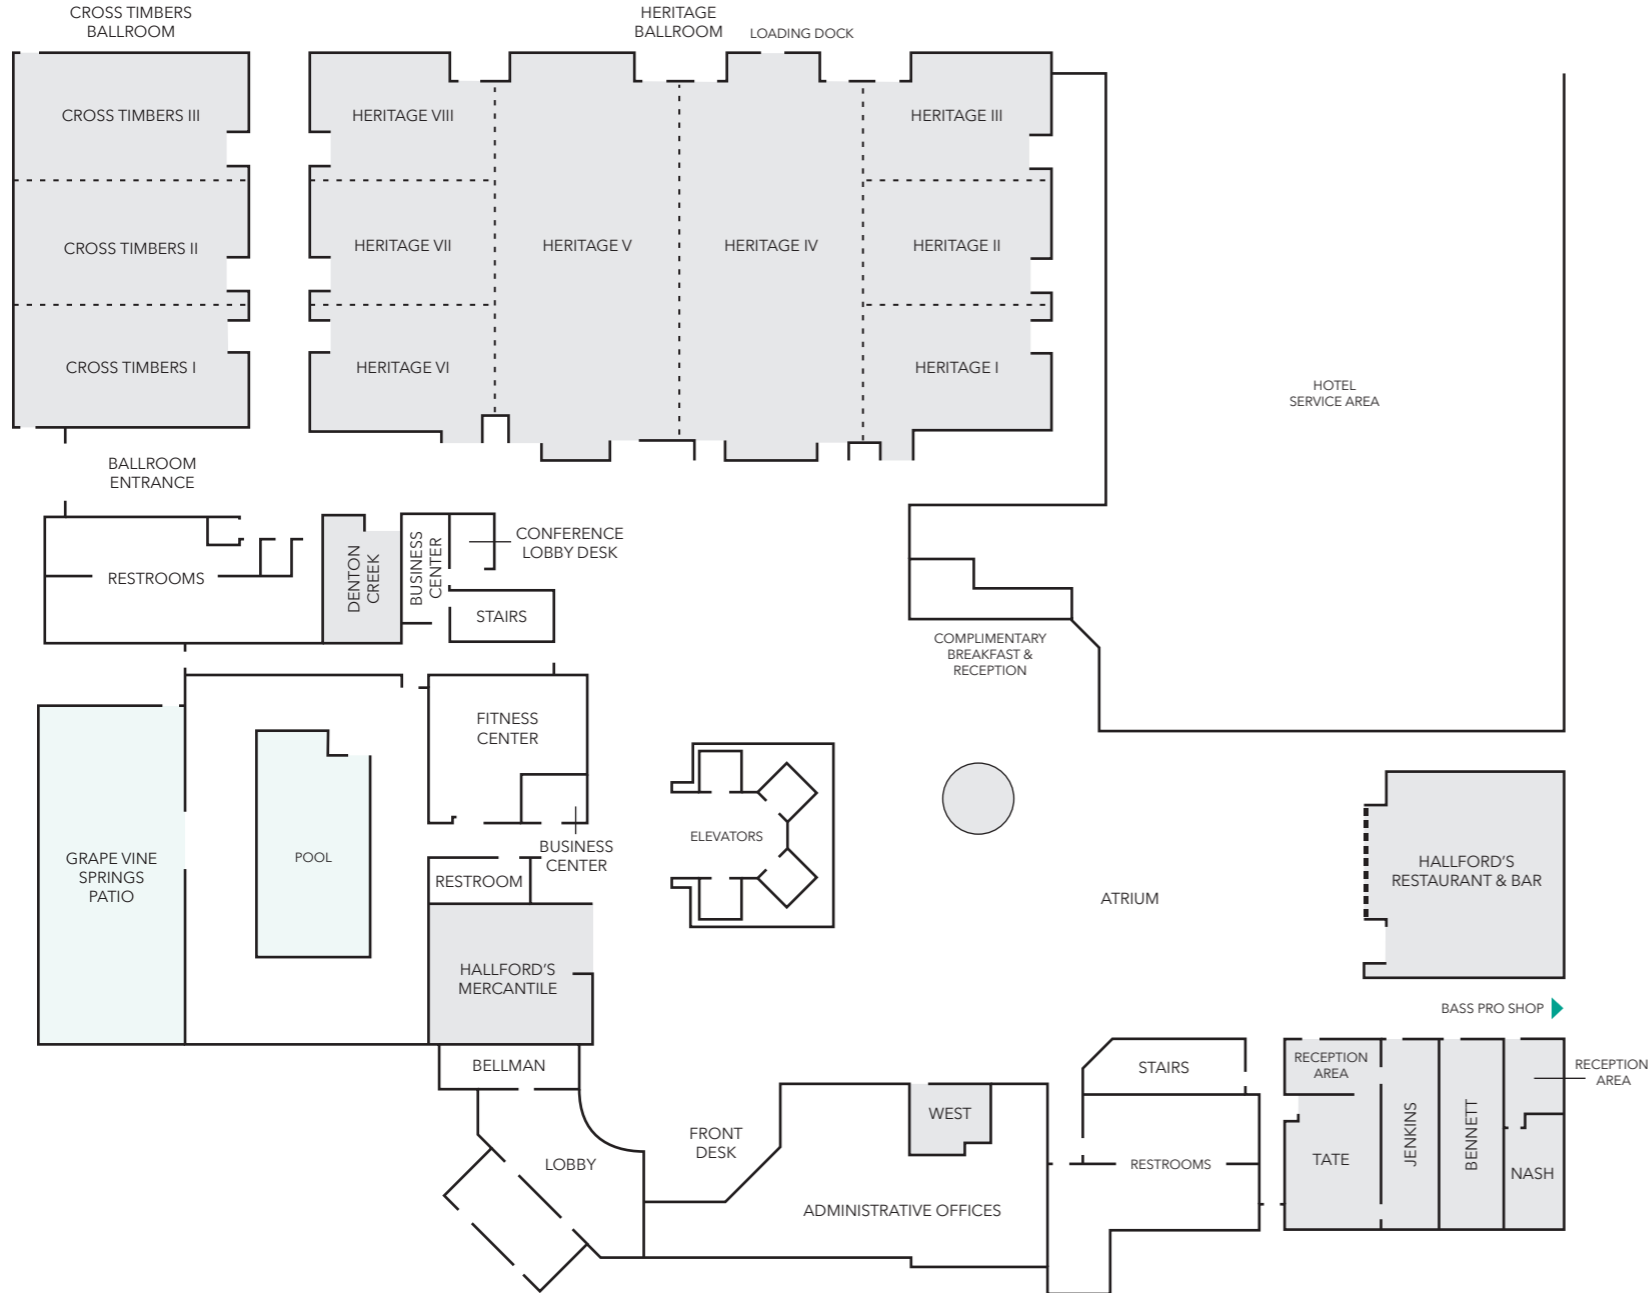 CROSS TIMBERS
BALLROOM
HERITAGE
BALLROOM
LOADING DOCK
CROSS TIMBERS III
HERITAGE VIII
HERITAGE III
CROSS TIMBERS II
HERITAGE VII
HERITAGE V
HERITAGE IV
HERITAGE II
CROSS TIMBERS I
HERITAGE VI
HERITAGE I
HOTEL
SERVICE AREA
BALLROOM
ENTRANCE
RESTROOMS
DENTON
CREEK
BUSINESS
CENTER
CONFERENCE
LOBBY DESK
STAIRS
COMPLIMENTARY
BREAKFAST &
RECEPTION
FITNESS
CENTER
GRAPE VINE
SPRINGS
PATIO
POOL
BUSINESS
CENTER
ELEVATORS
RESTROOM
ATRIUM
HALLFORD'S
RESTAURANT & BAR
HALLFORD'S
MERCANTILE
BASS PRO SHOP
BELLMAN
STAIRS
RECEPTION
AREA
RECEPTION
AREA
WEST
FRONT
DESK
LOBBY
RESTROOMS
TATE
JENKINS
BENNETT
NASH
ADMINISTRATIVE OFFICES